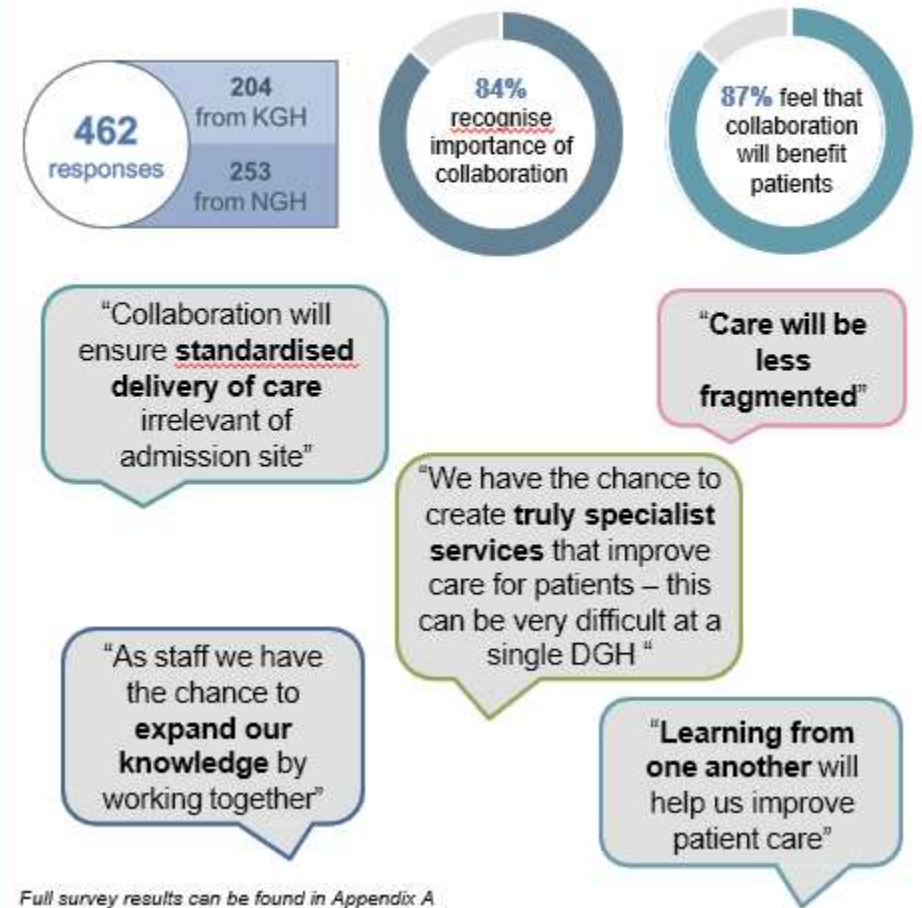 462
responses
204
from KGH
253
from NGH
84%
recognise
importance of
collaboration
87% feel that
collaboration
will benefit
patients
“Collaboration will
ensure standardised
delivery of care
irrelevant of
admission site”
“Care will be
less
fragmented”
“We have the chance to
create truly specialist
services that improve
care for patients – this
can be very difficult at a
single DGH “
“As staff we have
the chance to
expand our
knowledge by
working together”
“Learning from
one another will
help us improve
patient care”
Full survey results can be found in Appendix A